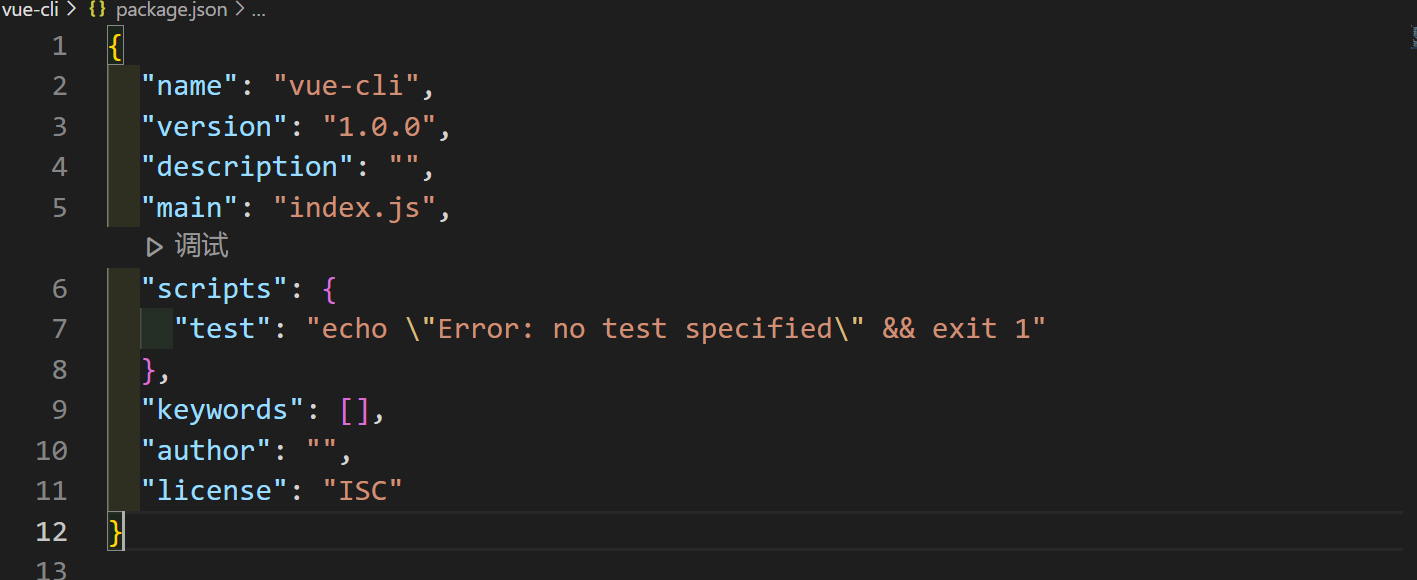 vue-cli > {} package.json > ...
1 {
2 "name": "vue-cli",
3 "version": "1.0.0",
4 "description": "",
5 "main": "index.js",
调试
6 "scripts": {
7 "test": "echo \"Error: no test specified\" && exit 1"
8 },
9 "keywords": [],
10 "author": "",
11 "license": "ISC"
12 }
13